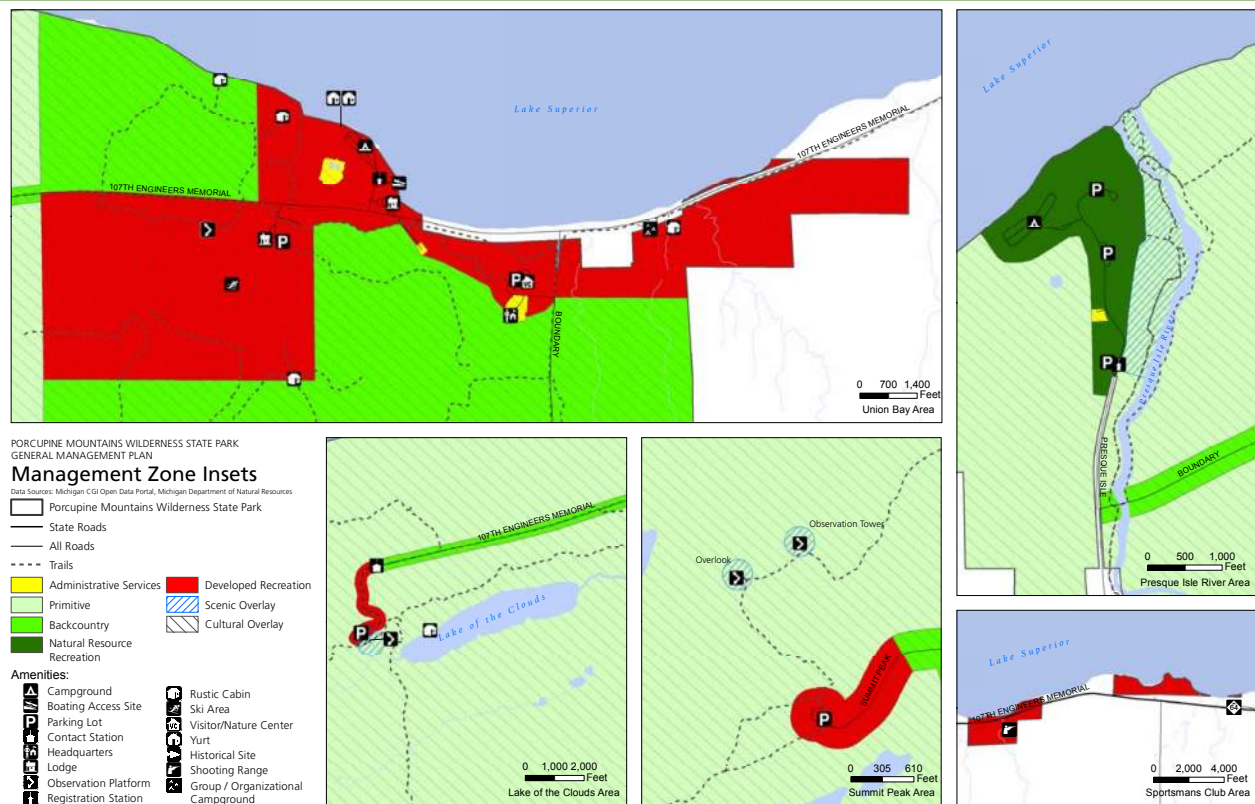 Lake Superior
107TH ENGINEERS MEMORIAL
107TH ENGINEERS MEMORIAL
BOUNDARY
VC
0 700 1,400
Feet
Union Bay Area
Lake Superior
Presque Isle River
PRESQUE ISLE
BOUNDARY
0 500 1,000
Feet
Presque Isle River Area
PORCUPINE MOUNTAINS WILDERNESS STATE PARK
GENERAL MANAGEMENT PLAN
Management Zone Insets
Data Sources: Michigan CGI Open Data Portal, Michigan Department of Natural Resources
Porcupine Mountains Wilderness State Park
State Roads
All Roads
Trails
Administrative Services
Developed Recreation
Primitive
Scenic Overlay
Backcountry
Cultural Overlay
Natural Resource
Recreation
Amenities:
Campground
Boating Access Site
Parking Lot
Contact Station
Headquarters
Lodge
Observation Platform
Registration Station
Rustic Cabin
Ski Area
Visitor/Nature Center
Yurt
Historical Site
Shooting Range
Group / Organizational
Campground
107TH ENGINEERS MEMORIAL
Lake of the Clouds
0 1,000 2,000
Feet
Lake of the Clouds Area
Observation Tower
Overlook
SUMMIT PEAK
0 305 610
Feet
Summit Peak Area
Lake Superior
107TH ENGINEERS MEMORIAL
64
0 2,000 4,000
Feet
Sportsmans Club Area